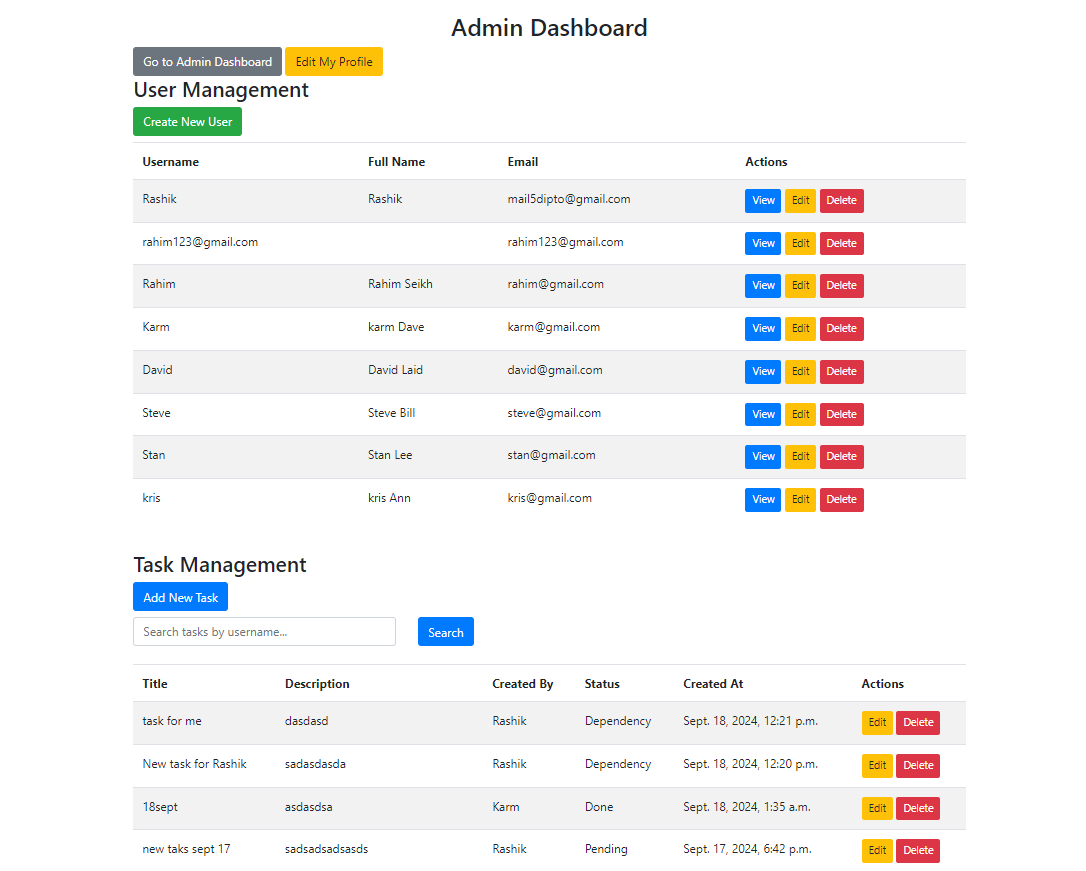 Admin Dashboard
Go to Admin Dashboard Edit My Profile
User Management
Create New User
Username Full Name Email Actions
Rashik Rashik mail5dipto@gmail.com View Edit Delete
rahim123@gmail.com rahim123@gmail.com View Edit Delete
Rahim Rahim Seikh rahim@gmail.com View Edit Delete
Karm karm Dave karm@gmail.com View Edit Delete
David David Laid david@gmail.com View Edit Delete
Steve Steve Bill steve@gmail.com View Edit Delete
Stan Stan Lee stan@gmail.com View Edit Delete
kris kris Ann kris@gmail.com View Edit Delete
Task Management
Add New Task
Search tasks by username... Search
Title Description Created By Status Created At Actions
task for me dasdasd Rashik Dependency Sept. 18, 2024, 12:21 p.m. Edit Delete
New task for Rashik sadasdasda Rashik Dependency Sept. 18, 2024, 12:20 p.m. Edit Delete
18sept asdasdsa Karm Done Sept. 18, 2024, 1:35 a.m. Edit Delete
new taks sept 17 sadsadsadsasds Rashik Pending Sept. 17, 2024, 6:42 p.m. Edit Delete